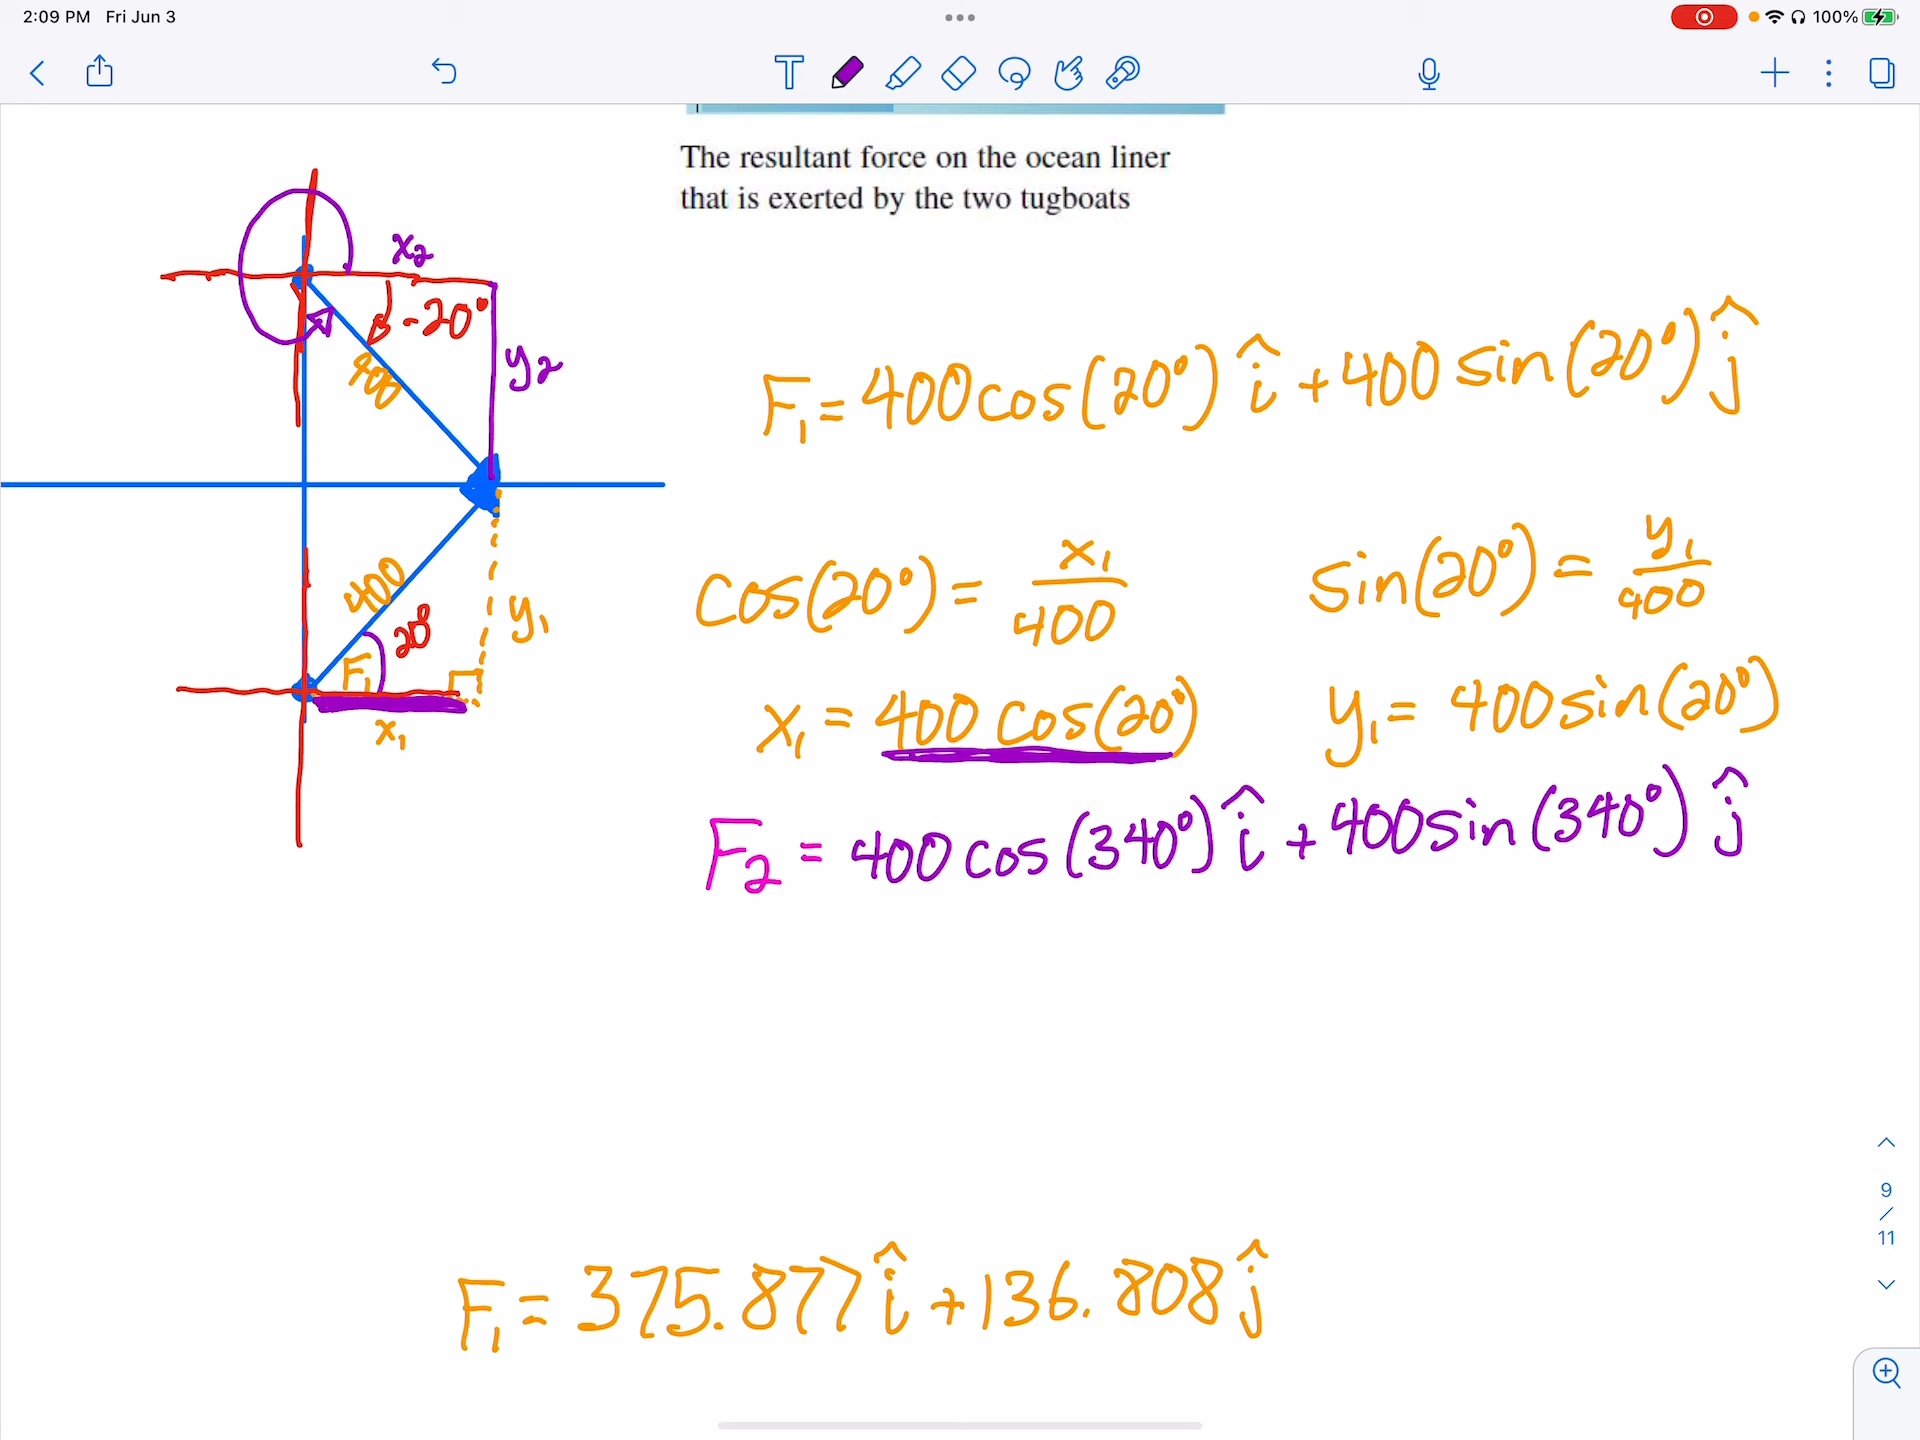 2:09 PM Fri Jun 3
100%
The resultant force on the ocean liner
that is exerted by the two tugboats
x₂
-20°
400
y₂
F₁ = 400cos(20°) î + 400 sin(20°) ĵ
cos(20°) = x₁/400
sin(20°) = y₁/400
400
20°
y₁
F₁
x₁
x₁ = 400 cos(20°)
y₁ = 400sin(20°)
F₂ = 400 cos(340°) î + 400sin(340°) ĵ
9
/
11
F₁ = 375.877 î + 136.808 ĵ